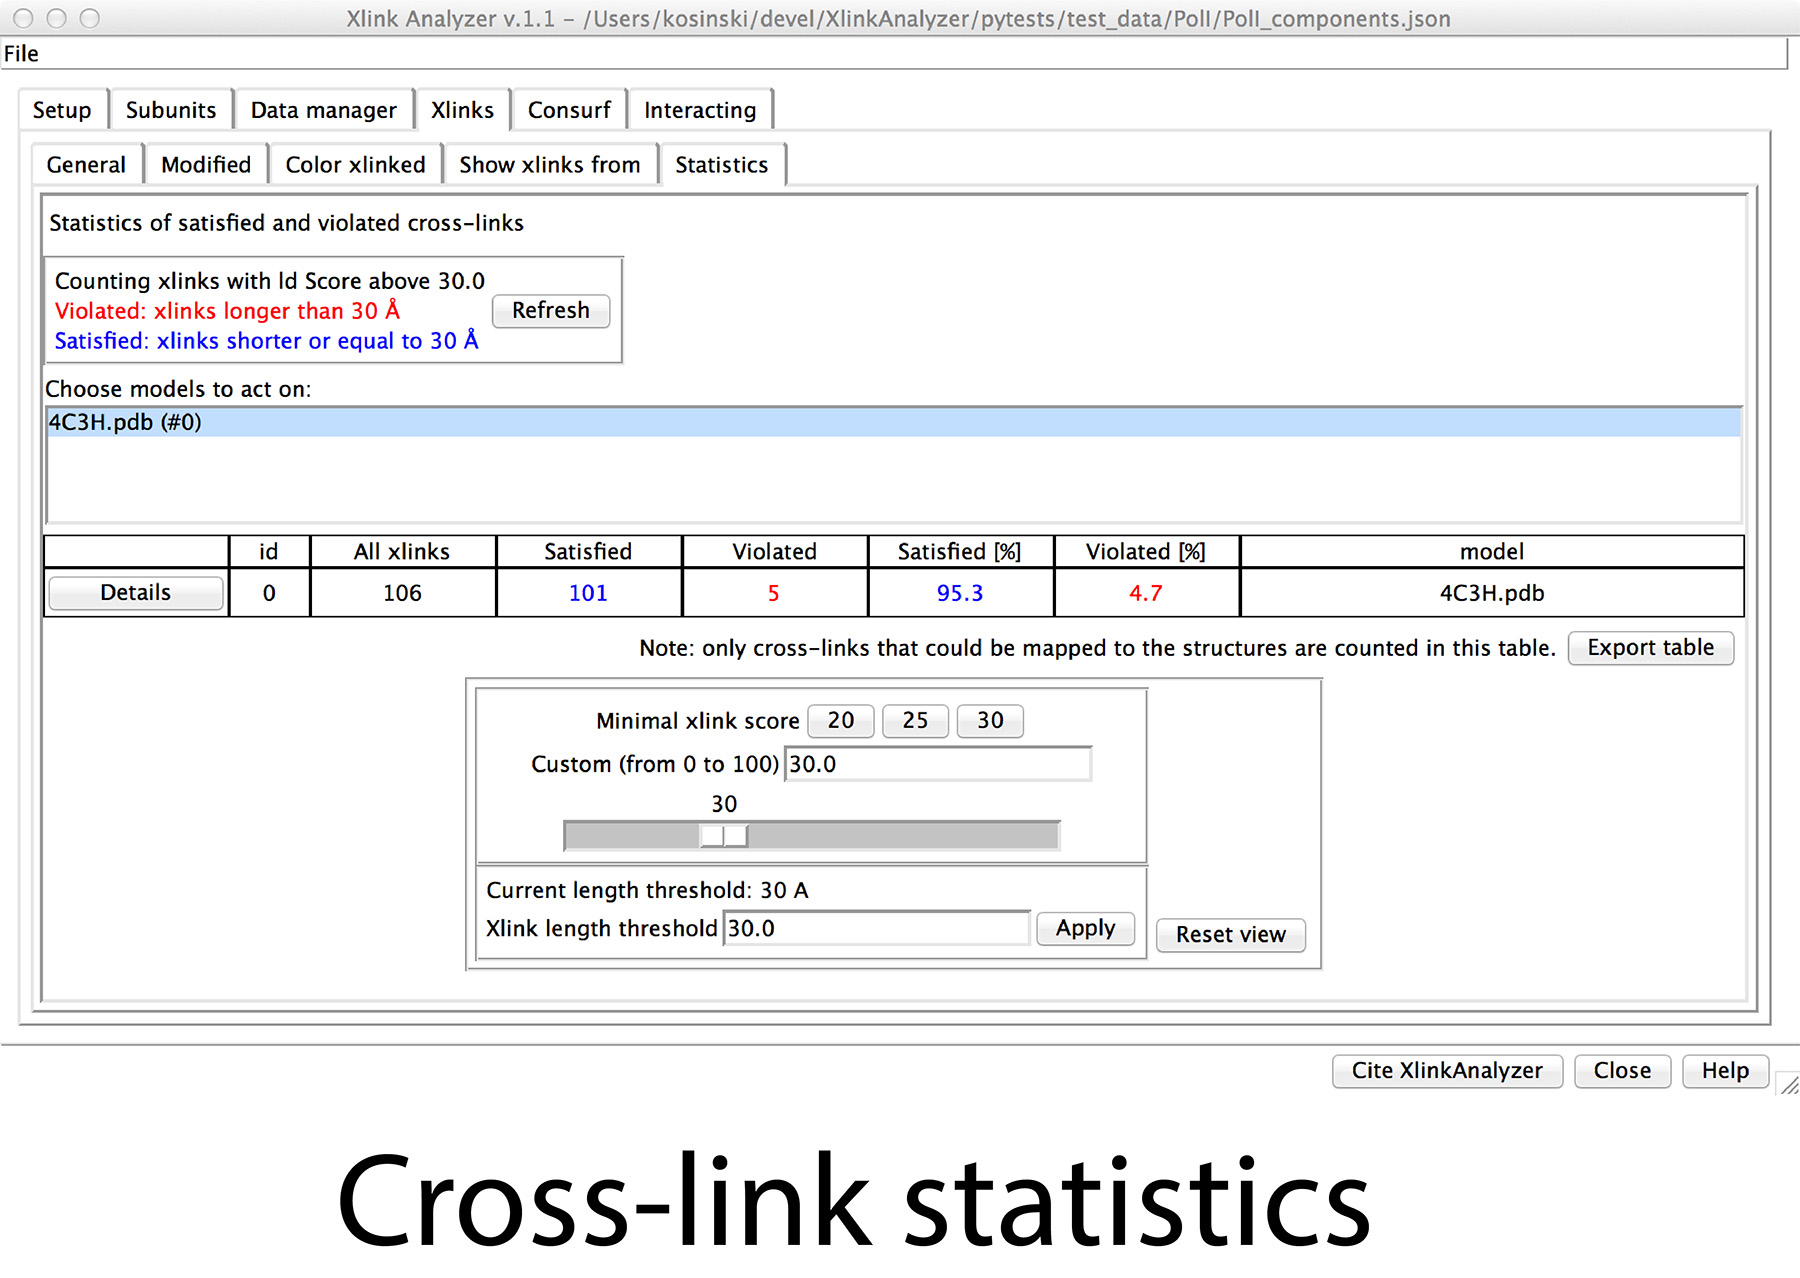 Xlink Analyzer v.1.1 – /Users/kosinski/devel/XlinkAnalyzer/pytests/test_data/PolI/PolI_components.json
File
Setup Subunits Data manager Xlinks Consurf Interacting
General Modified Color xlinked Show xlinks from Statistics
Statistics of satisfied and violated cross-links
Counting xlinks with ld Score above 30.0
Violated: xlinks longer than 30 Å
Refresh
Satisfied: xlinks shorter or equal to 30 Å
Choose models to act on:
4C3H.pdb (#0)
id All xlinks Satisfied Violated Satisfied [%] Violated [%] model
Details 0 106 101 5 95.3 4.7 4C3H.pdb
Note: only cross-links that could be mapped to the structures are counted in this table. Export table
Minimal xlink score 20 25 30
Custom (from 0 to 100) 30.0
30
Current length threshold: 30 A
Xlink length threshold 30.0 Apply Reset view
Cite XlinkAnalyzer Close Help
Cross-link statistics